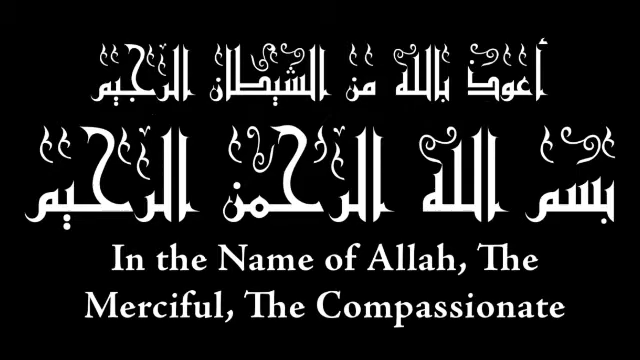 أعوذ بالله من الشيطان الرجيم
بسم الله الرحمن الرحيم
In the Name of Allah, The
Merciful, The Compassionate